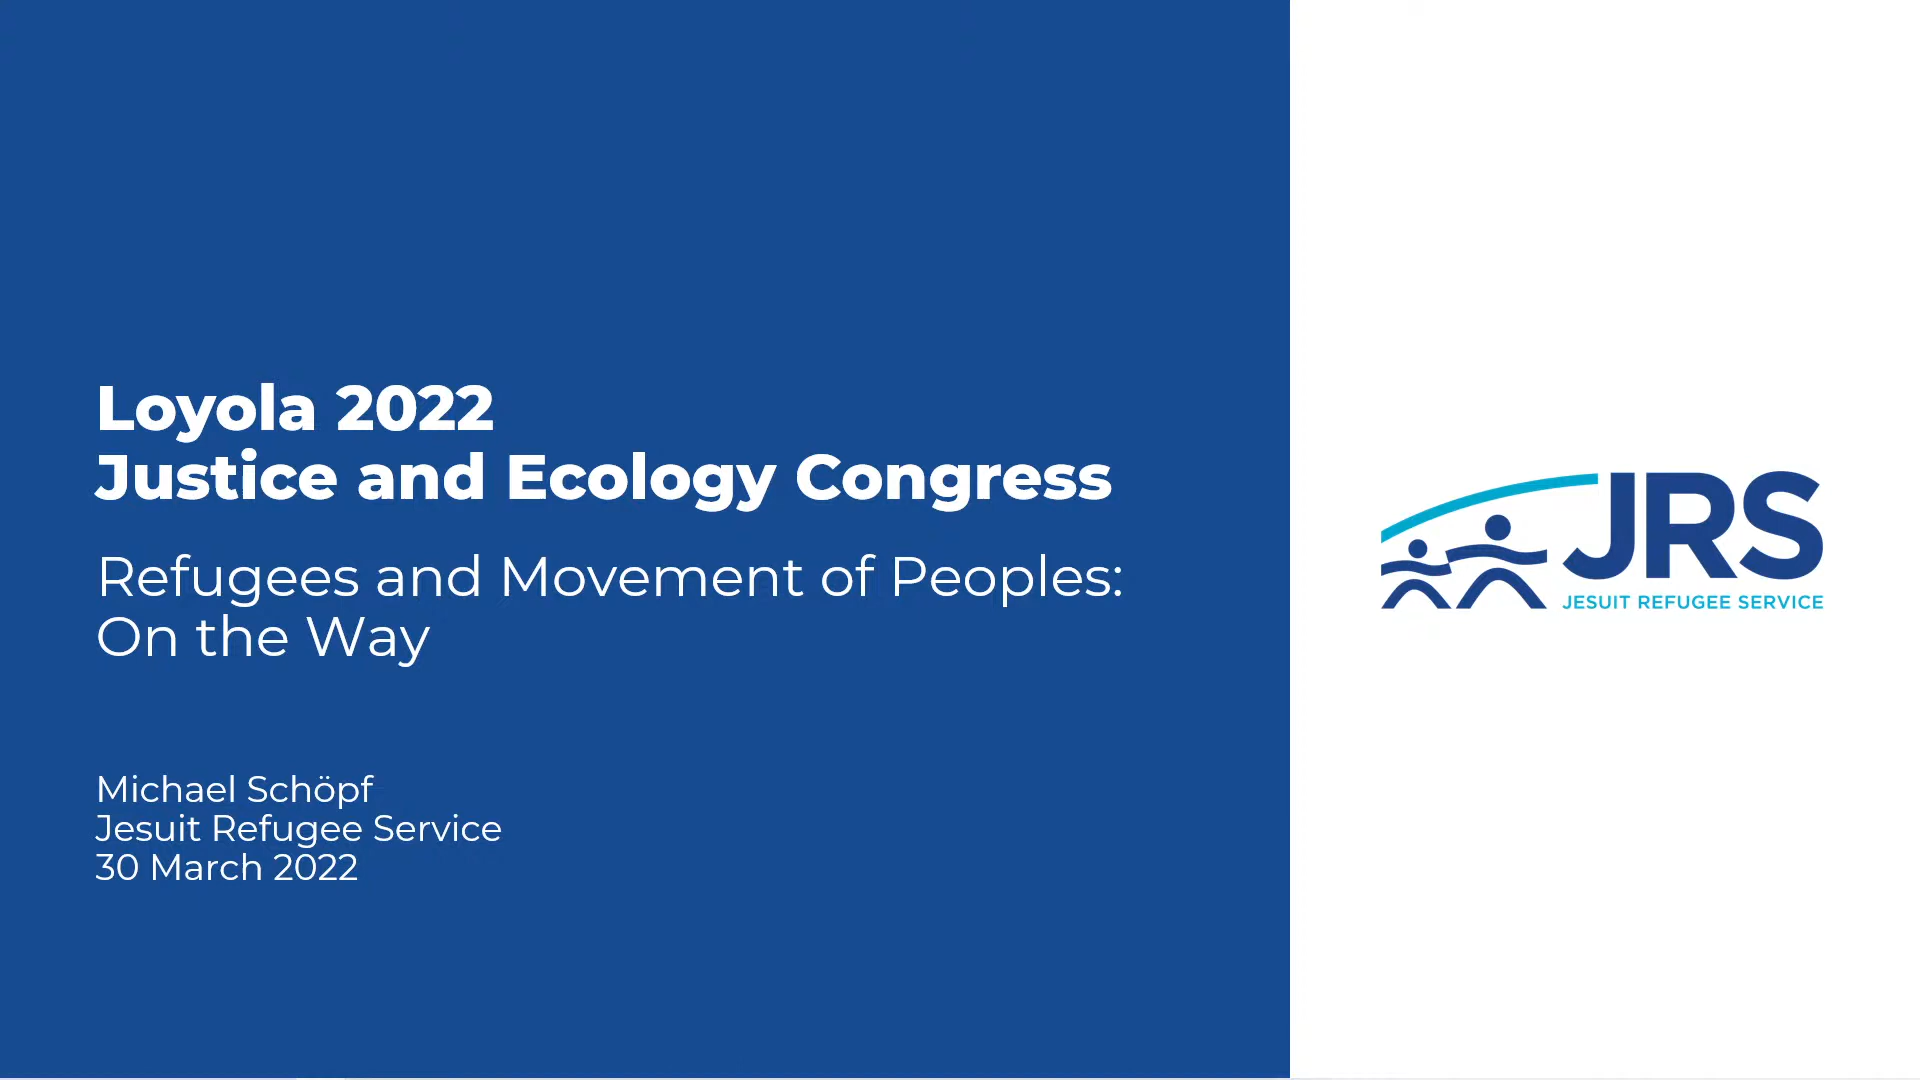 Loyola 2022
Justice and Ecology Congress
Refugees and Movement of Peoples:
On the Way
Michael Schöpf
Jesuit Refugee Service
30 March 2022
JRS
JESUIT REFUGEE SERVICE